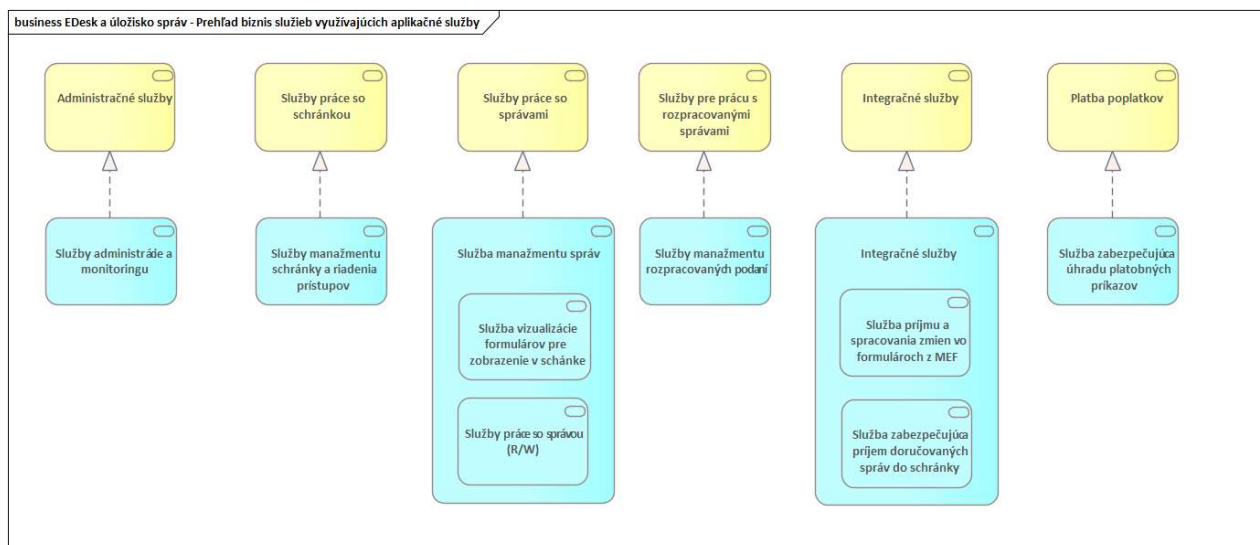 business EDesk a úložisko správ - Prehľad biznis služieb využívajúcich aplikačné služby
Administračné služby
Služby práce so
schránkou
Služby práce so
správami
Služby pre prácu s
rozpracovanými
správami
Integračné služby
Platba poplatkov
Služby administráde a
monitoringu
Služby manažmentu
schránky a riadenia
prístupov
Služba manažmentu správ
Služba vizualizácie
formulárov pre
zobrazenie v schánke
Služby práce so správou
(R/W)
Služby manažmentu
rozpracovaných podaní
Integračné služby
Služba príjmu a
spracovania zmien vo
formulároch z MEF
Služba zabezpečujúca
príjem doručovaných
správ do schránky
Služba zabezpečujúca
úhradu platobných
príkazov